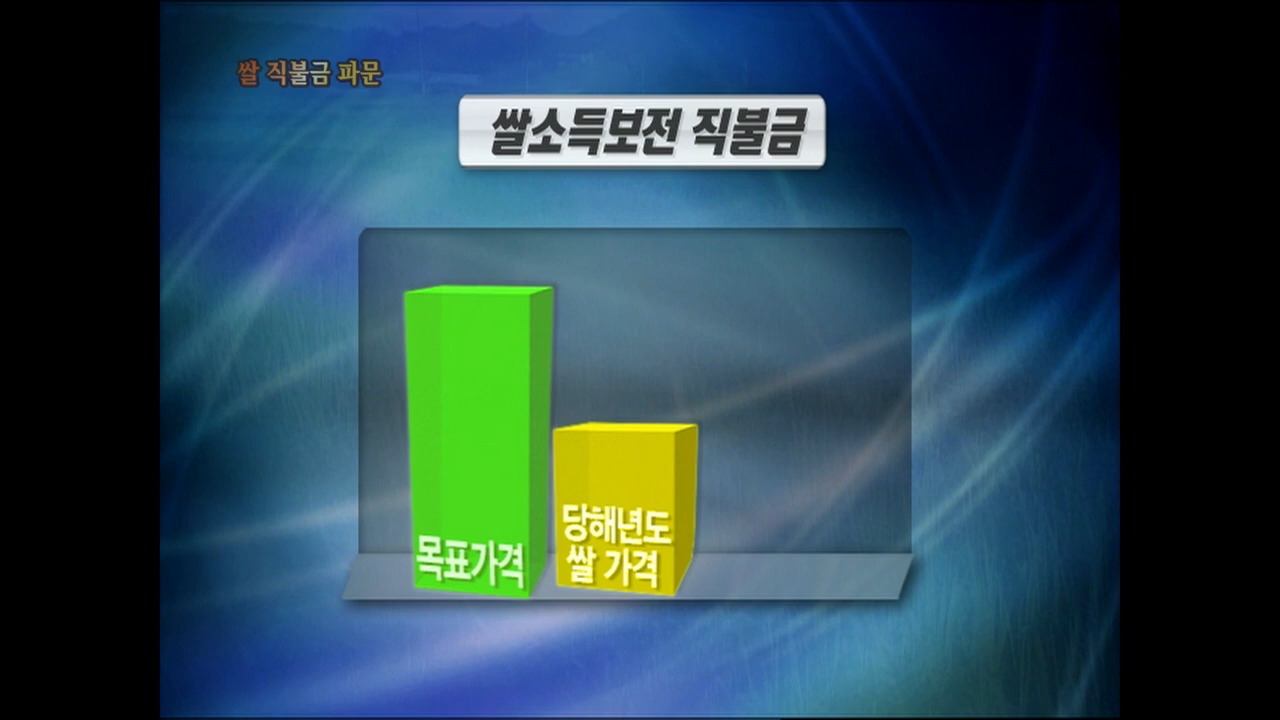 쌀 직불금 파문
쌀소득보전 직불금
목표가격
당해년도
쌀 가격